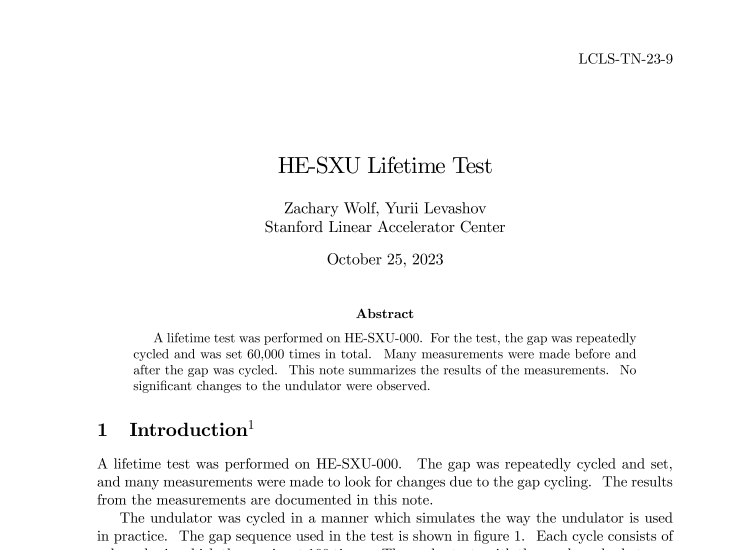 LCLS-TN-23-9
HE-SXU Lifetime Test
Zachary Wolf, Yurii Levashov
Stanford Linear Accelerator Center
October 25, 2023
Abstract
A lifetime test was performed on HE-SXU-000. For the test, the gap was repeatedly
cycled and was set 60,000 times in total. Many measurements were made before and
after the gap was cycled. This note summarizes the results of the measurements. No
significant changes to the undulator were observed.
1 Introduction1
A lifetime test was performed on HE-SXU-000. The gap was repeatedly cycled and set,
and many measurements were made to look for changes due to the gap cycling. The results
from the measurements are documented in this note.
The undulator was cycled in a manner which simulates the way the undulator is used
in practice. The gap sequence used in the test is shown in figure 1. Each cycle consists of